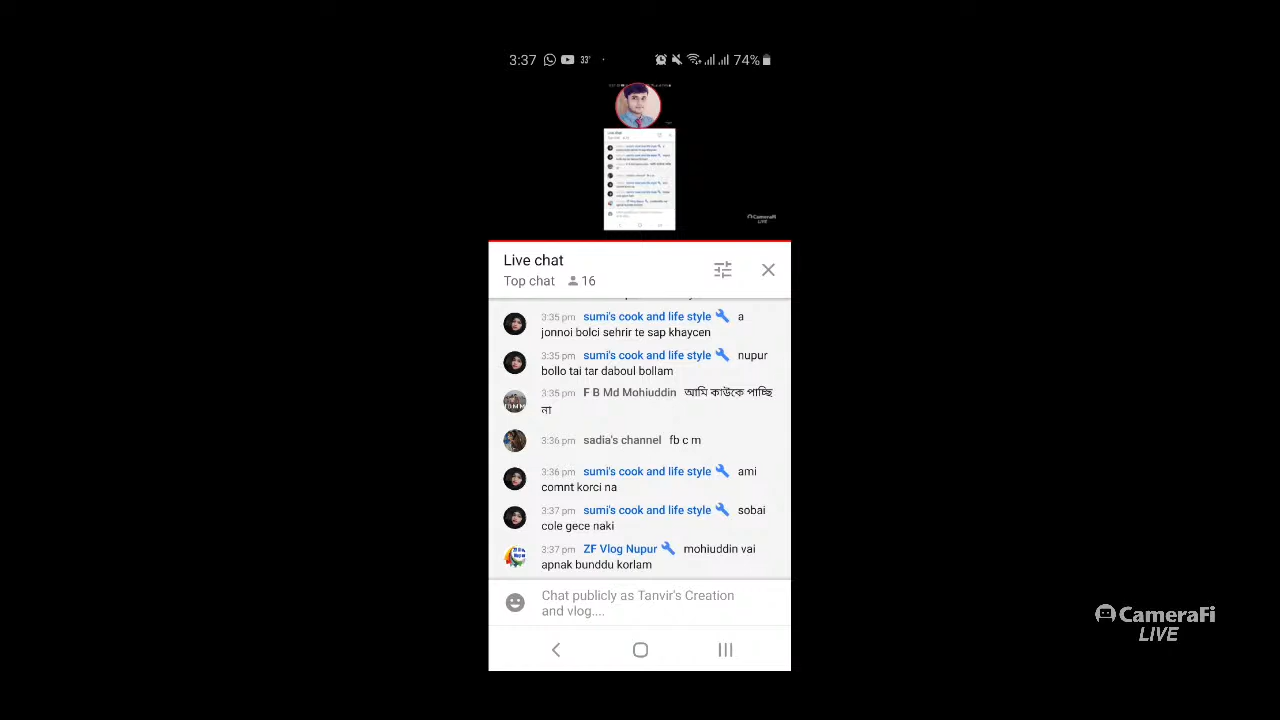 3:37 33° 74%
Live chat
Top chat 16
3:35 pm sumi's cook and life style a
jonnoi bolci sehrir te sap khaycen
3:35 pm sumi's cook and life style nupur
bollo tai tar daboul bollam
3:35 pm F B Md Mohiuddin আমি কাউকে পাচ্ছি
না
3:36 pm sadia's channel fb c m
3:36 pm sumi's cook and life style ami
comnt korci na
3:37 pm sumi's cook and life style sobai
cole gece naki
3:37 pm ZF Vlog Nupur mohiuddin vai
apnak bunddu korlam
Chat publicly as Tanvir's Creation
and vlog....
CameraFi
LIVE
CameraFi
LIVE